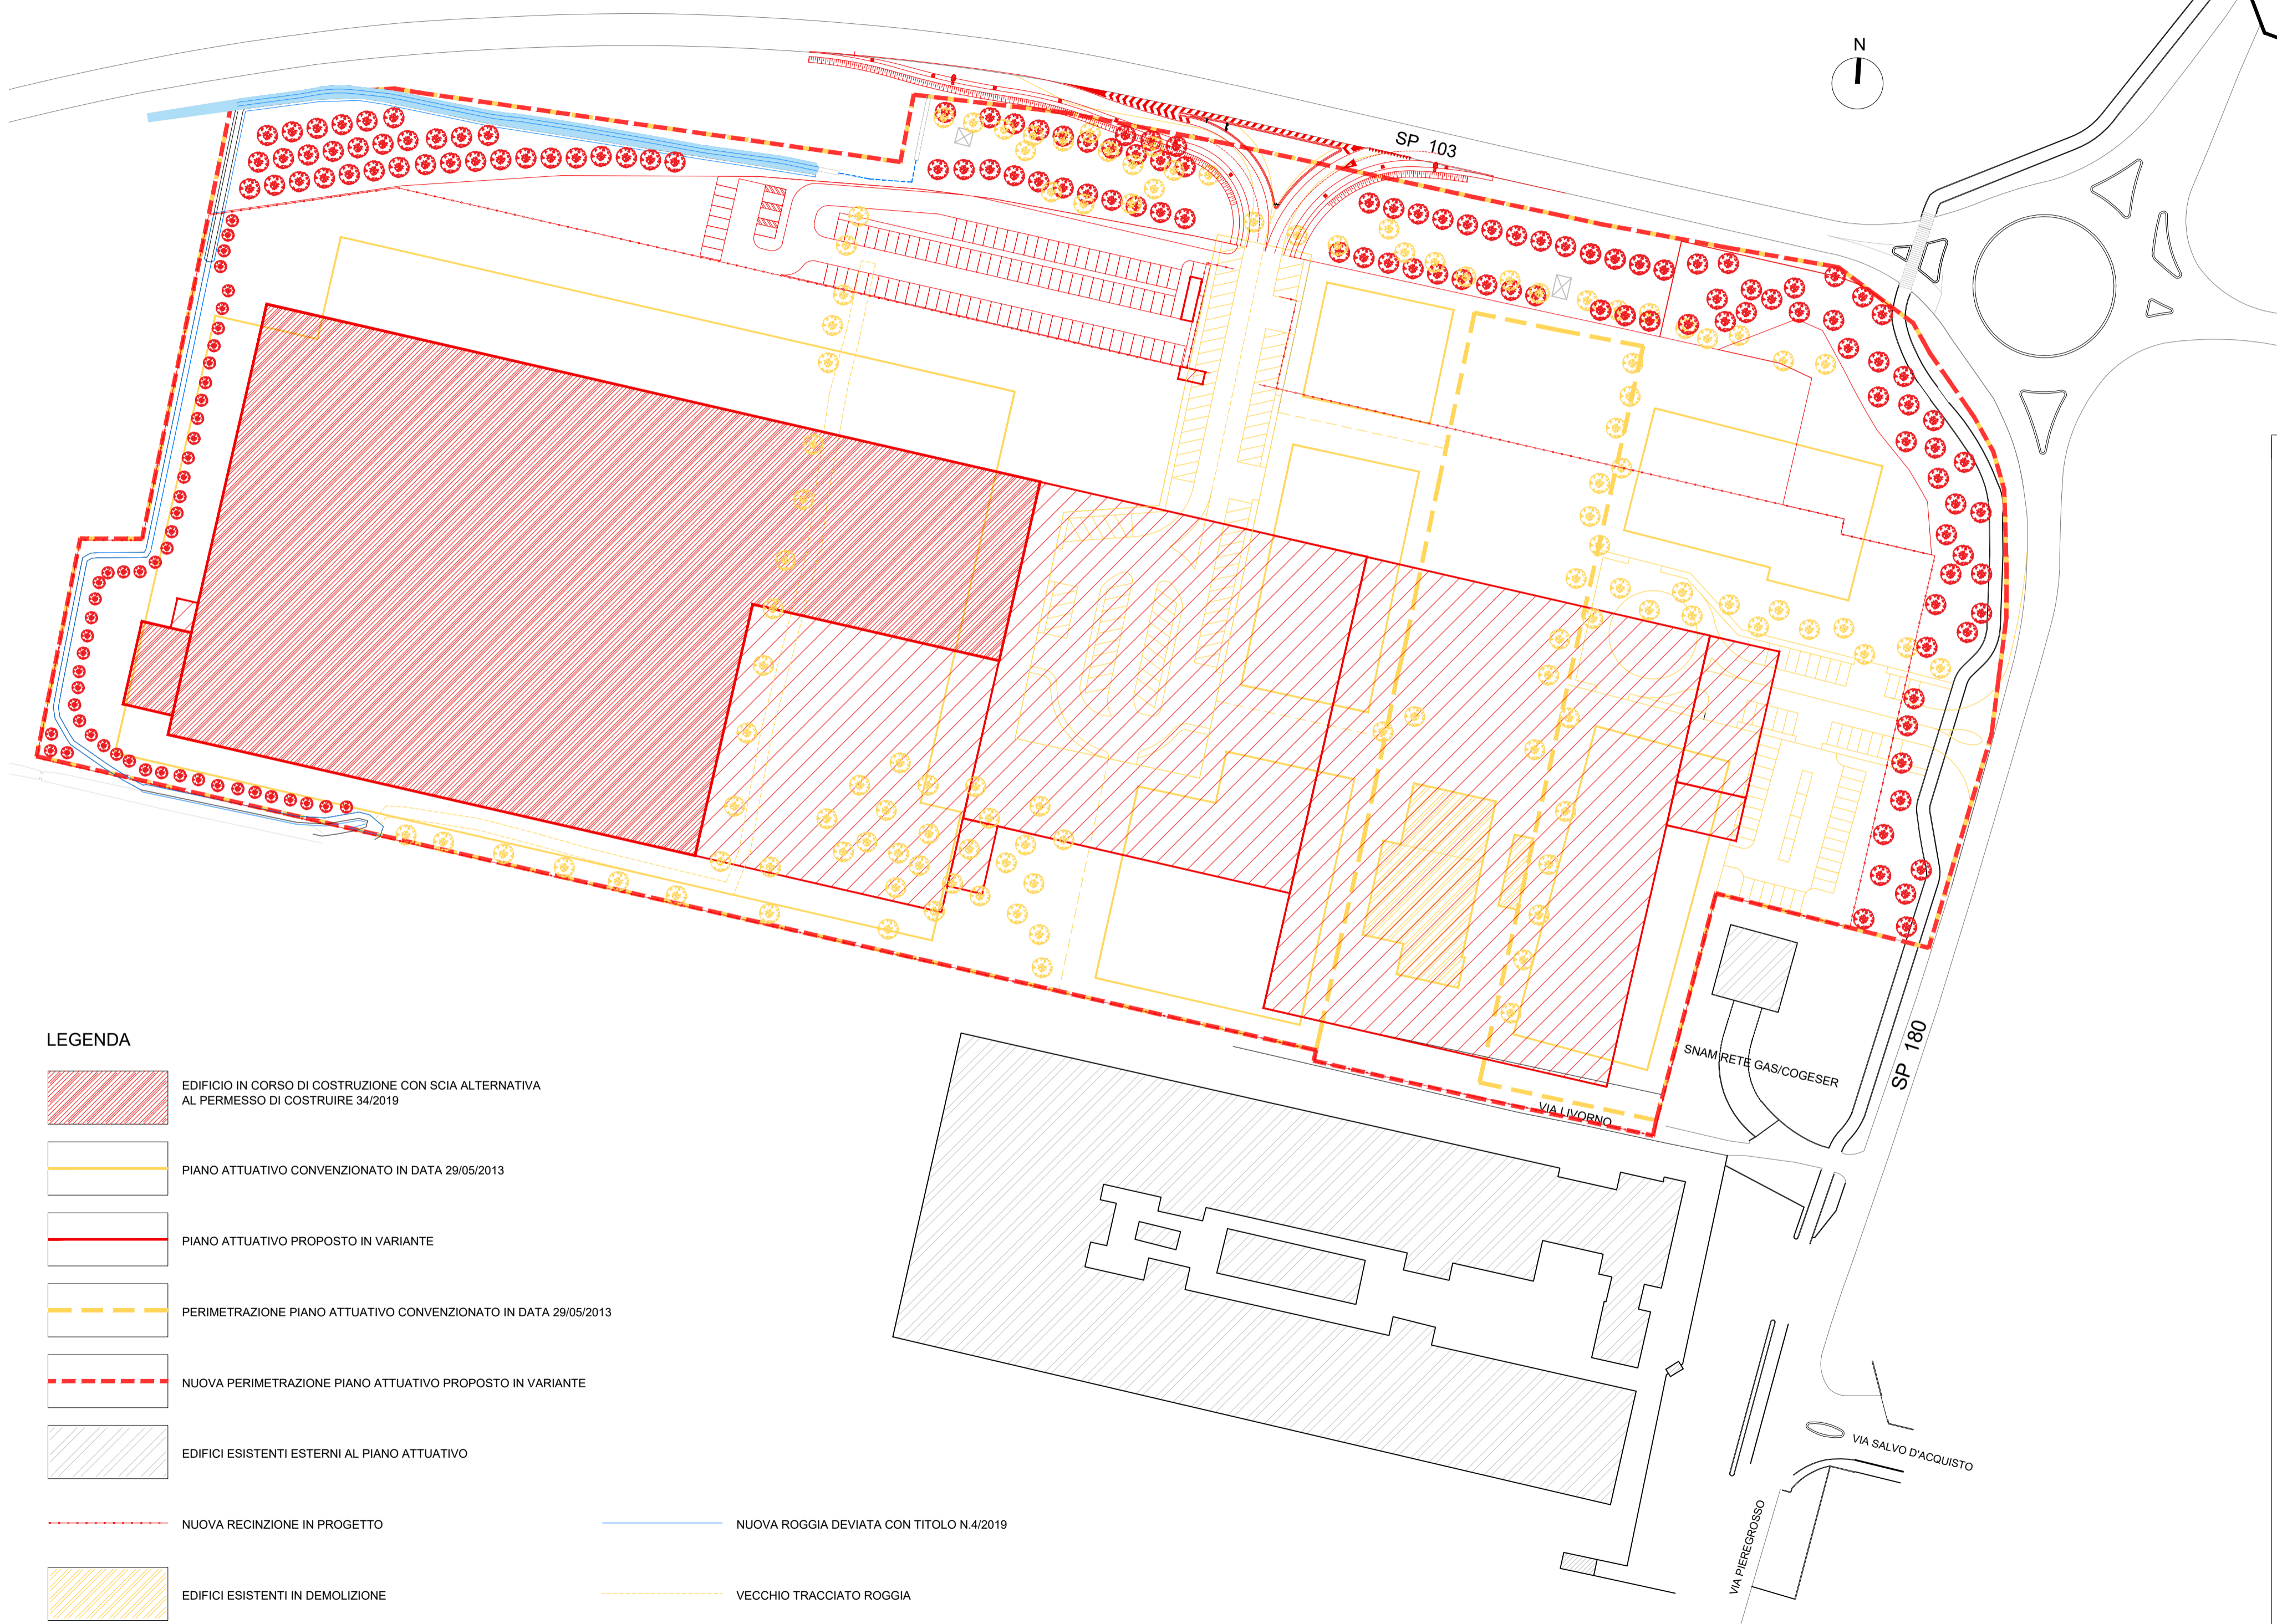 N
SP 103
SNAM RETE GAS/COGESER
SP 180
VIA LIVORNO
VIA SALVO D'ACQUISTO
VIA PIEREGROSSO
LEGENDA
EDIFICIO IN CORSO DI COSTRUZIONE CON SCIA ALTERNATIVA
AL PERMESSO DI COSTRUIRE 34/2019
PIANO ATTUATIVO CONVENZIONATO IN DATA 29/05/2013
PIANO ATTUATIVO PROPOSTO IN VARIANTE
PERIMETRAZIONE PIANO ATTUATIVO CONVENZIONATO IN DATA 29/05/2013
NUOVA PERIMETRAZIONE PIANO ATTUATIVO PROPOSTO IN VARIANTE
EDIFICI ESISTENTI ESTERNI AL PIANO ATTUATIVO
NUOVA RECINZIONE IN PROGETTO
NUOVA ROGGIA DEVIATA CON TITOLO N.4/2019
EDIFICI ESISTENTI IN DEMOLIZIONE
VECCHIO TRACCIATO ROGGIA